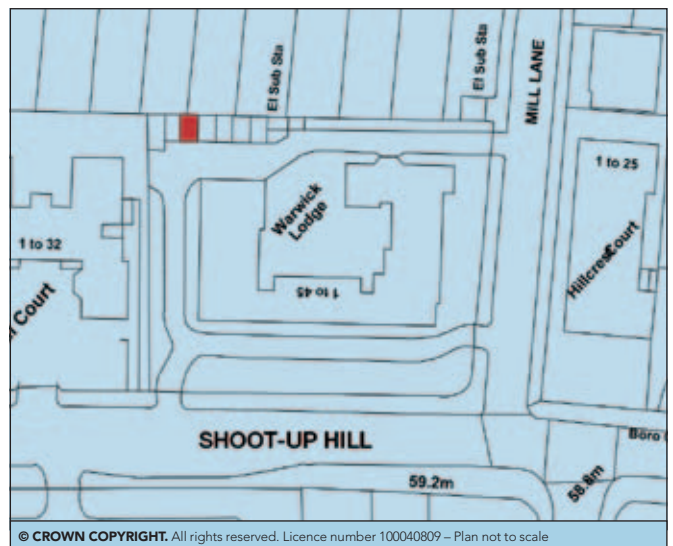 El Sub Sta
El Sub Sta
MILL LANE
1 to 25
Warwick
Lodge
1 to 32
Hillcrest Court
1 to 45
Court
SHOOT-UP HILL
Boro
59.2m
58.8m
© CROWN COPYRIGHT. All rights reserved. Licence number 100040809 – Plan not to scale